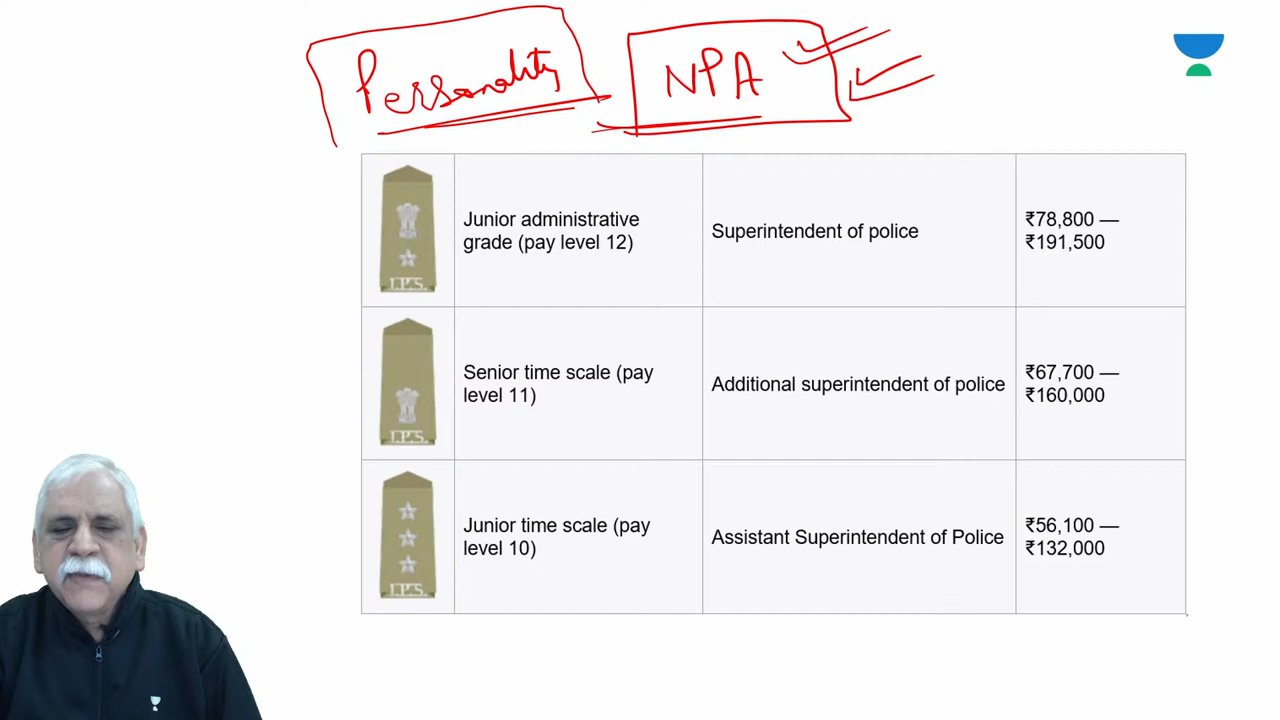 Personality NPA
I.P.S.
Junior administrative
grade (pay level 12)
Superintendent of police
₹78,800 —
₹191,500
I.P.S.
Senior time scale (pay
level 11)
Additional superintendent of police
₹67,700 —
₹160,000
I.P.S.
Junior time scale (pay
level 10)
Assistant Superintendent of Police
₹56,100 —
₹132,000